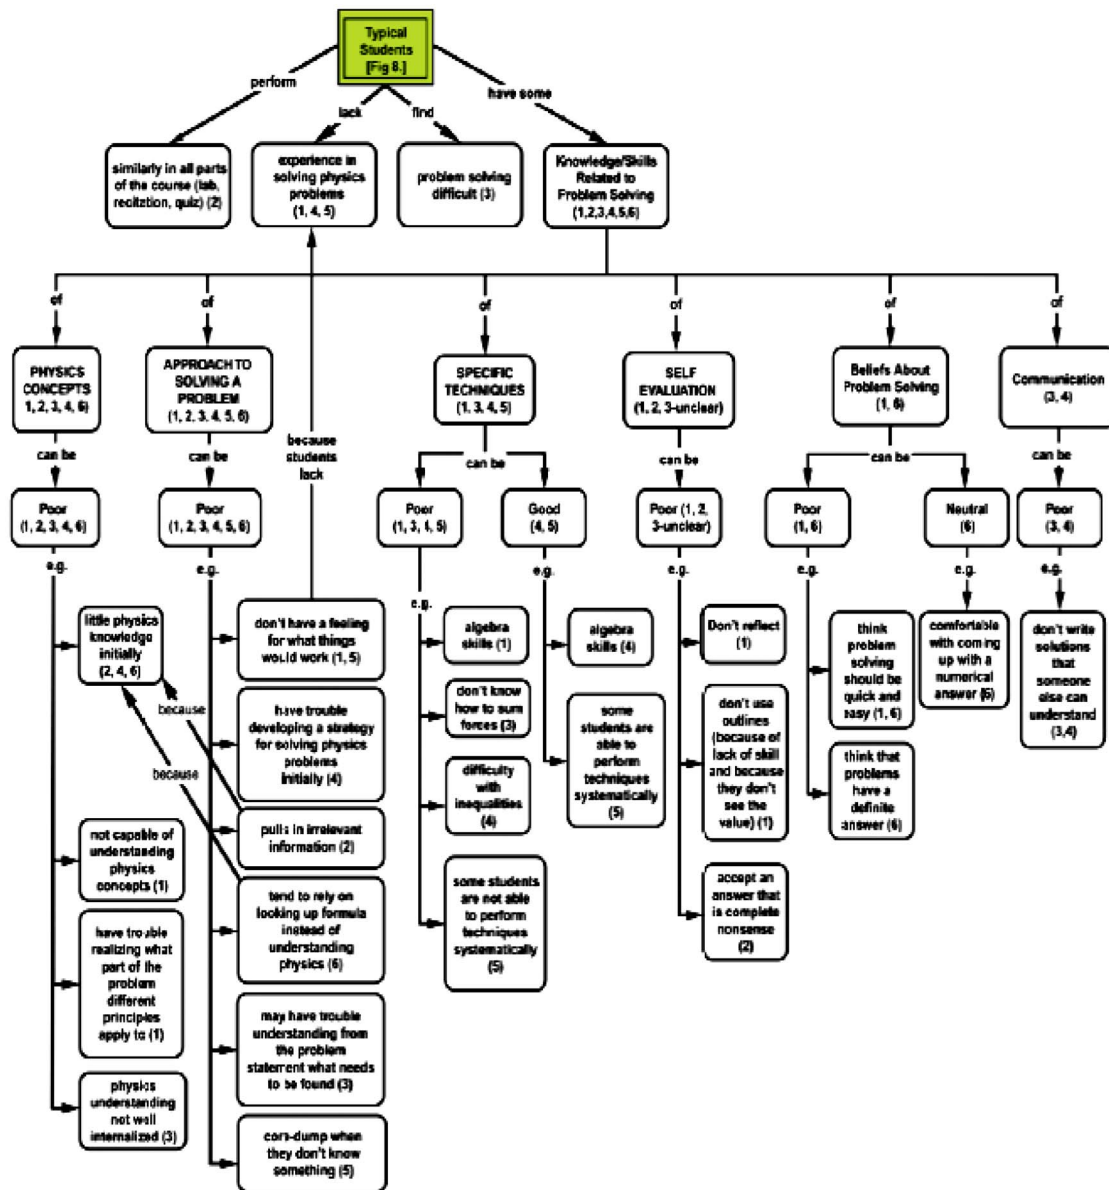 Typical
Students
[Fig 8.]
perform
lack
find
have some
similarly in all parts
of the course (lab,
recitztion, quiz) (2)
experience in
solving physics
problems
(1, 4, 5)
problem solving
difficult (3)
Knowledge/Skills
Related to
Froblem Solving
(1,2,3,4,5,6)
of
of
of
of
of
of
PHYSICS
CONCEPTS
1, 2, 3, 4, 6)
APPROACH TO
SOLVING A
PROBLEM
(1, 2, 3, 4, 5, 6)
SPECIFIC
TECHNIQUES
(1, 3, 4, 5)
SELF
EVALUATION
(1, 2, 3-unclear)
Beliefs About
Problem Solving
(1, 6)
Communication
(3, 4)
because
students
lack
can be
can be
can be
can be
can be
can be
Poor
(1, 2, 3, 4, 6)
Poor
(1, 2, 3, 4, 5, 6)
Poor
(1, 3, 4, 5)
Good
(4, 5)
Poor (1, 2,
3-unclear)
Poor
(1, 6)
Neutral
(6)
Poor
(3, 4)
e.g.
e.g.
e.g.
e.g.
e.g.
e.g.
e.g.
e.g.
little physics
knowledge
initially
(2, 4, 6)
because
because
not capable of
understanding
physics
concepts (1)
have trouble
realizing what
part of the
problem
different
principles
apply to (1)
physics
understanding
not well
internalized (3)
don't have a feeling
for what things
would work (1, 5)
have trouble
developing a strategy
for solving physics
problems
initially (4)
pulls in irrelevant
information (2)
tend to rely on
looking up formula
instead of
understanding
physics (6)
may have trouble
understanding from
the problem
statement what needs
to be found (3)
core-dump when
they don't know
something (5)
algebra
skills (1)
don't know
how to sum
forces (3)
difficulty
with
inequalities
(4)
some students
are not able
to perform
techniques
systematically
(5)
algebra
skills (4)
some
students are
able to
perform
techniques
systematically
(5)
Don't reflect
(1)
don't use
outlines
(because of
lack of skill
and because
they don't
see the
value) (1)
accept an
answer that
is complete
nonsense
(2)
think
problem
solving
should be
quick and
easy (1, 6)
think that
problems
have a
definite
answer (6)
comfortable
with coming
up with a
numerical
answer (6)
don't write
solutions
that
someone
else can
understand
(3,4)